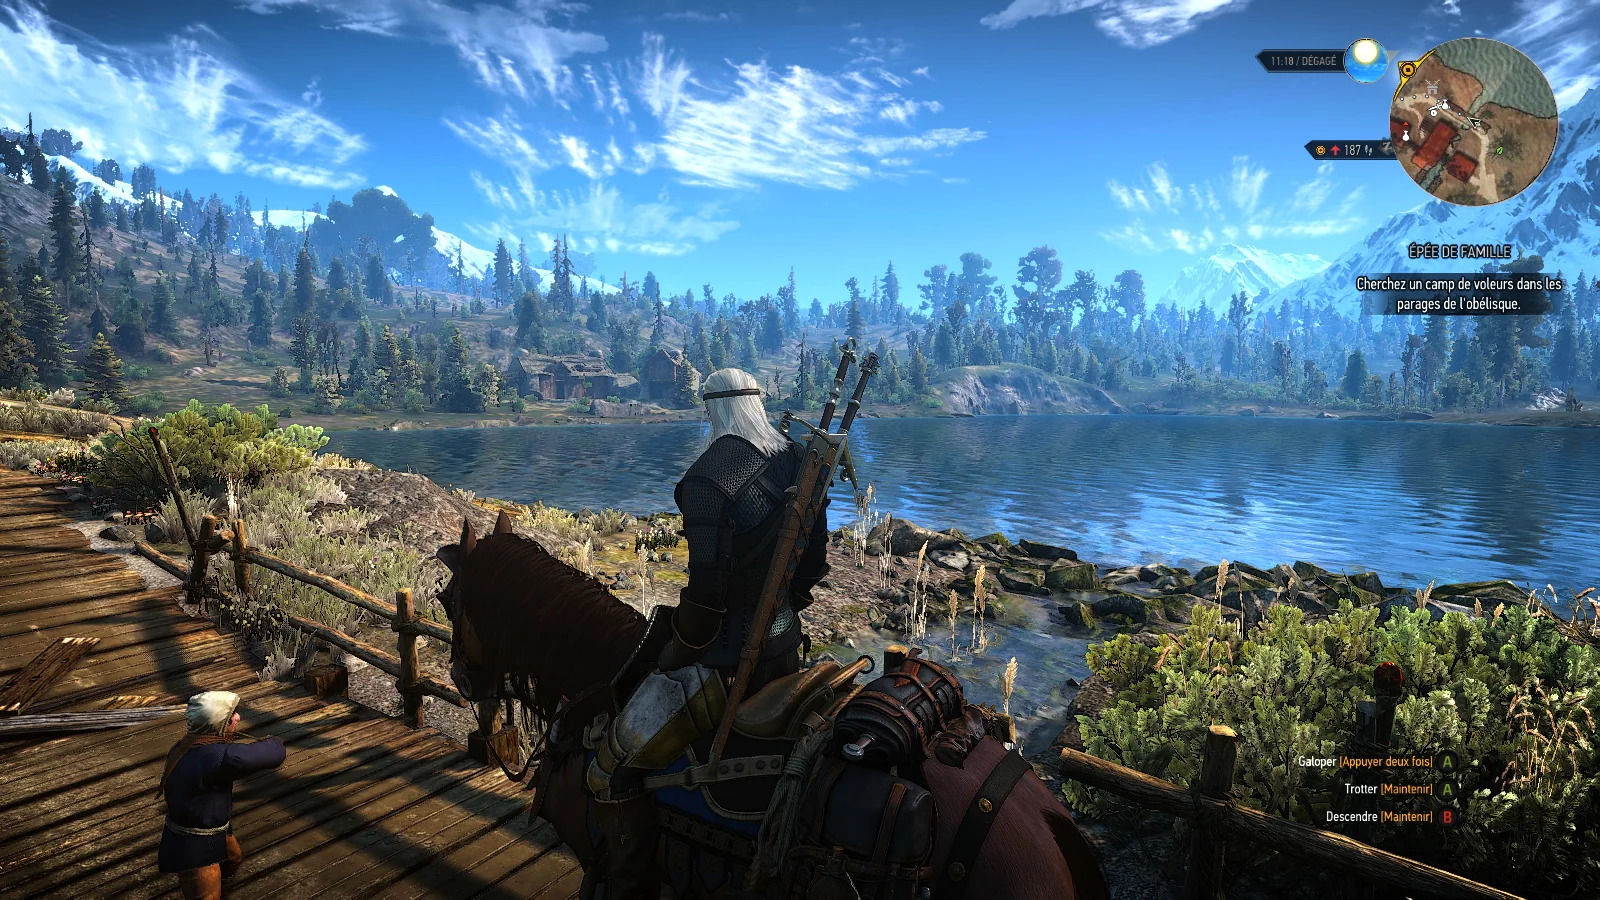 11:18 / DÉGAGÉ
187
ÉPÉE DE FAMILLE
Cherchez un camp de voleurs dans les
parages de l'obélisque.
Galoper [Appuyer deux fois] A
Trotter [Maintenir] A
Descendre [Maintenir] B